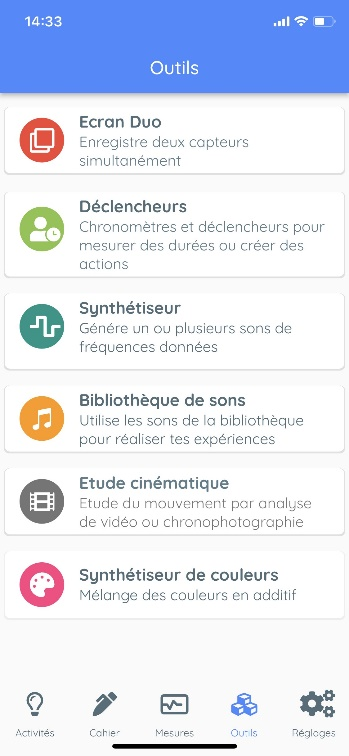 14:33
Outils
Ecran Duo
Enregistre deux capteurs
simultanément
Déclencheurs
Chronomètres et déclencheurs pour
mesurer des durées ou créer des
actions
Synthétiseur
Génére un ou plusieurs sons de
fréquences données
Bibliothèque de sons
Utilise les sons de la bibliothèque
pour réaliser tes expériences
Etude cinématique
Etude du mouvement par analyse
de vidéo ou chronophotographie
Synthétiseur de couleurs
Mélange des couleurs en additif
Activités
Cahier
Mesures
Outils
Réglages